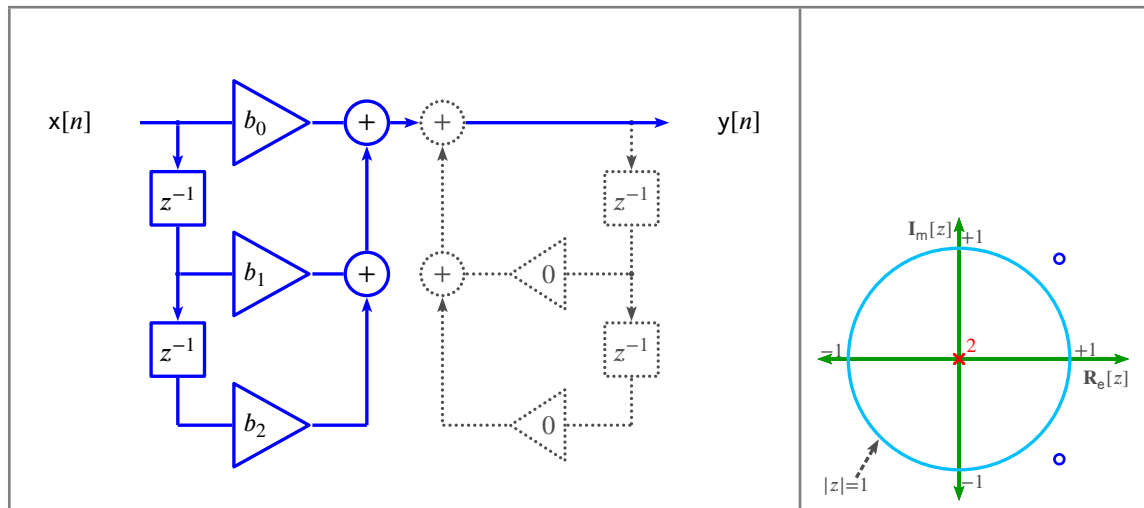 x[n] b₀ + + y[n]
z⁻¹ z⁻¹
b₁ + + 0
z⁻¹ z⁻¹
b₂ 0
Iₘ[z] +1
−1 2 +1
Rₑ[z]
|z|=1 −1